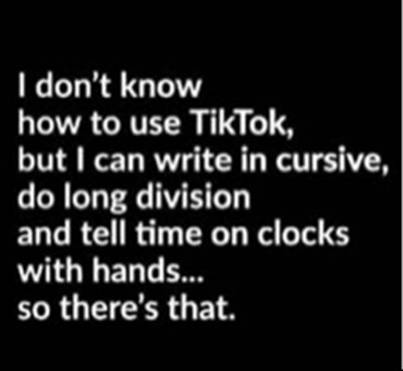 I don't know
how to use TikTok,
but I can write in cursive,
do long division
and tell time on clocks
with hands...
so there's that.